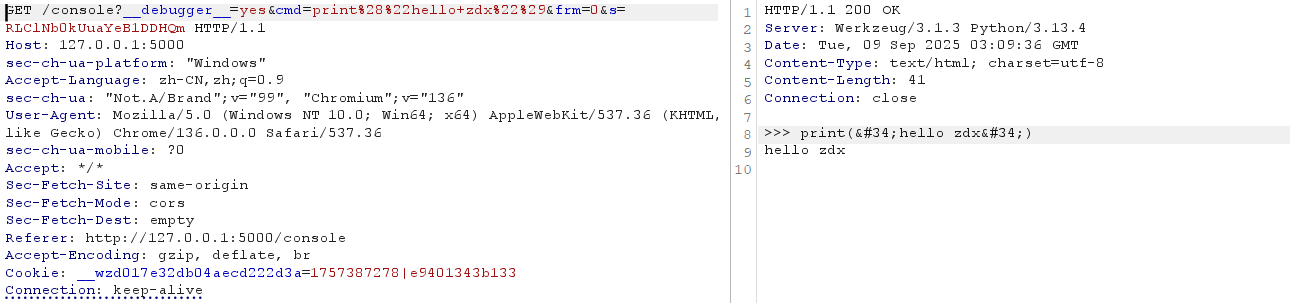 GET /console?__debugger__=yes&cmd=print%28%22hello+zdx%22%29&frm=0&s=
RLClNb0kUuaYeBlDDHQm HTTP/1.1
Host: 127.0.0.1:5000
sec-ch-ua-platform: "Windows"
Accept-Language: zh-CN,zh;q=0.9
sec-ch-ua: "Not.A/Brand";v="99", "Chromium";v="136"
User-Agent: Mozilla/5.0 (Windows NT 10.0; Win64; x64) AppleWebKit/537.36 (KHTML,
like Gecko) Chrome/136.0.0.0 Safari/537.36
sec-ch-ua-mobile: ?0
Accept: */*
Sec-Fetch-Site: same-origin
Sec-Fetch-Mode: cors
Sec-Fetch-Dest: empty
Referer: http://127.0.0.1:5000/console
Accept-Encoding: gzip, deflate, br
Cookie: __wzd017e32db04aecd222d3a=1757387278|e9401343b133
Connection: keep-alive
1 HTTP/1.1 200 OK
2 Server: Werkzeug/3.1.3 Python/3.13.4
3 Date: Tue, 09 Sep 2025 03:09:36 GMT
4 Content-Type: text/html; charset=utf-8
5 Content-Length: 41
6 Connection: close
7
8 >>> print(&#34;hello zdx&#34;)
9 hello zdx
10